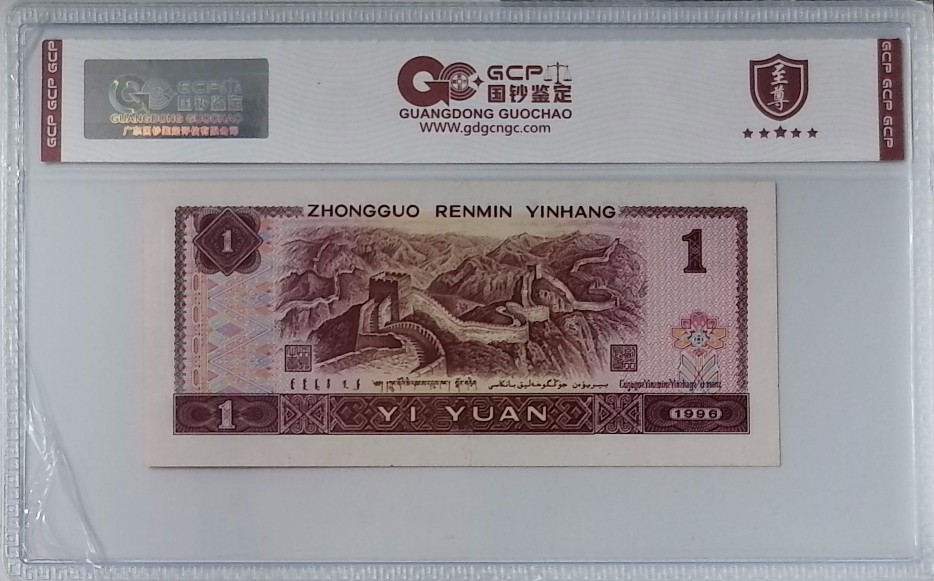 GCP GCP GCP
GCP
国钞鉴定
GUANGDONG GUOCHAO
广东国钞鉴定评估有限公司
GCP
国钞鉴定
GUANGDONG GUOCHAO
WWW.gdgcngc.com
至尊
GCP GCP GCP
ZHONGGUO RENMIN YINHANG
1
1
1
YI YUAN
1996